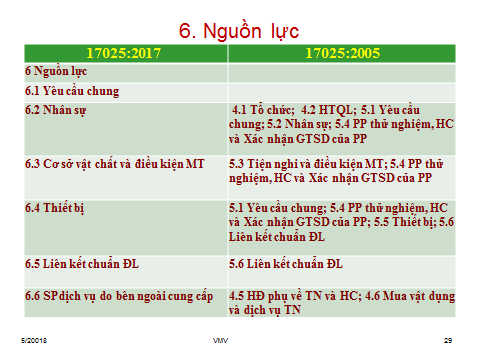 6. Nguồn lực
17025:2017 17025:2005
6 Nguồn lực
6.1 Yêu cầu chung
6.2 Nhân sự
4.1 Tổ chức; 4.2 HTQL; 5.1 Yêu cầu
chung; 5.2 Nhân sự; 5.4 PP thử nghiệm, HC
và Xác nhận GTSD của PP
6.3 Cơ sở vật chất và điều kiện MT
5.3 Tiện nghi và điều kiện MT; 5.4 PP thử
nghiệm, HC và Xác nhận GTSD của PP
6.4 Thiết bị
5.1 Yêu cầu chung; 5.4 PP thử nghiệm, HC
và Xác nhận GTSD của PP; 5.5 Thiết bị; 5.6
Liên kết chuẩn ĐL
6.5 Liên kết chuẩn ĐL
5.6 Liên kết chuẩn ĐL
6.6 SPdịch vụ do bên ngoài cung cấp
4.5 HĐ phụ về TN và HC; 4.6 Mua vật dụng
và dịch vụ TN
5/20018 VMV 29